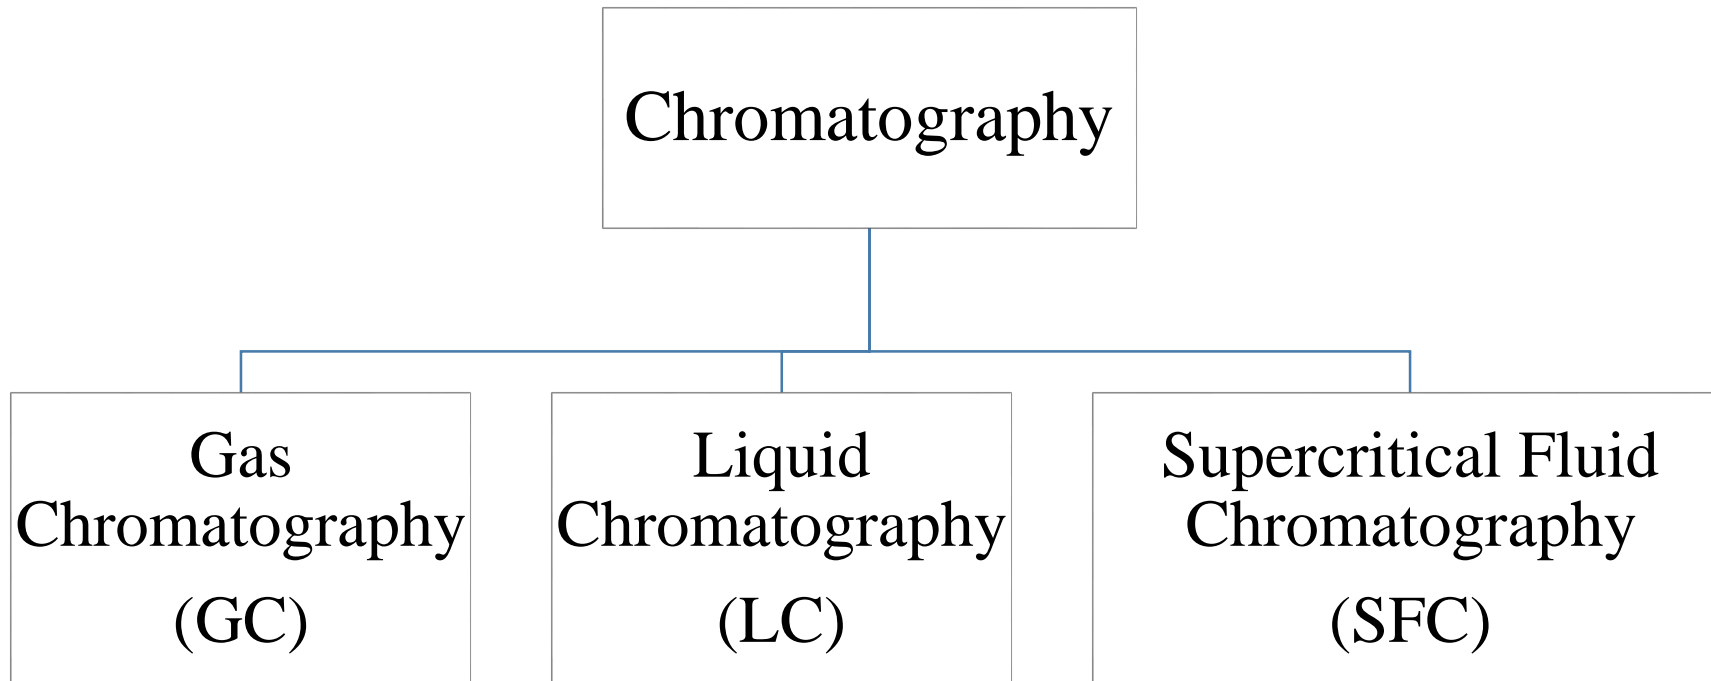 Chromatography
Gas
Chromatography
(GC)
Liquid
Chromatography
(LC)
Supercritical Fluid
Chromatography
(SFC)